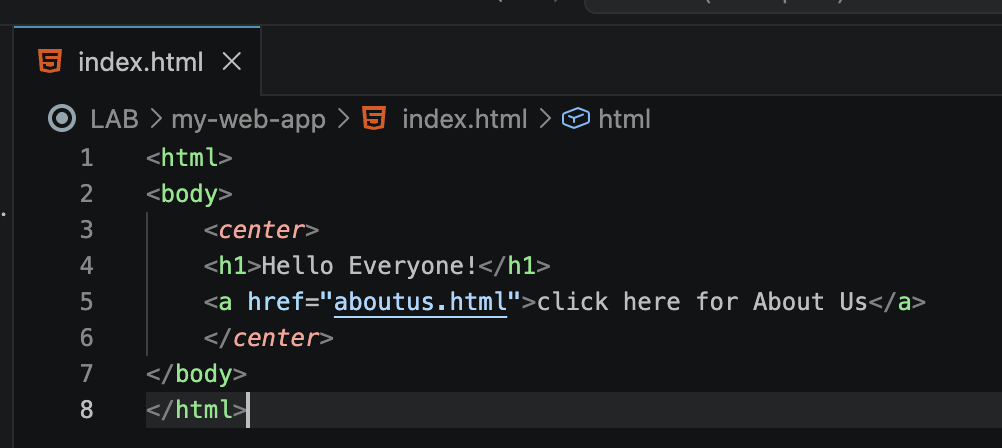 index.html
LAB > my-web-app > index.html > html
1 <html>
2 <body>
3     <center>
4     <h1>Hello Everyone!</h1>
5     <a href="aboutus.html">click here for About Us</a>
6     </center>
7 </body>
8 </html>